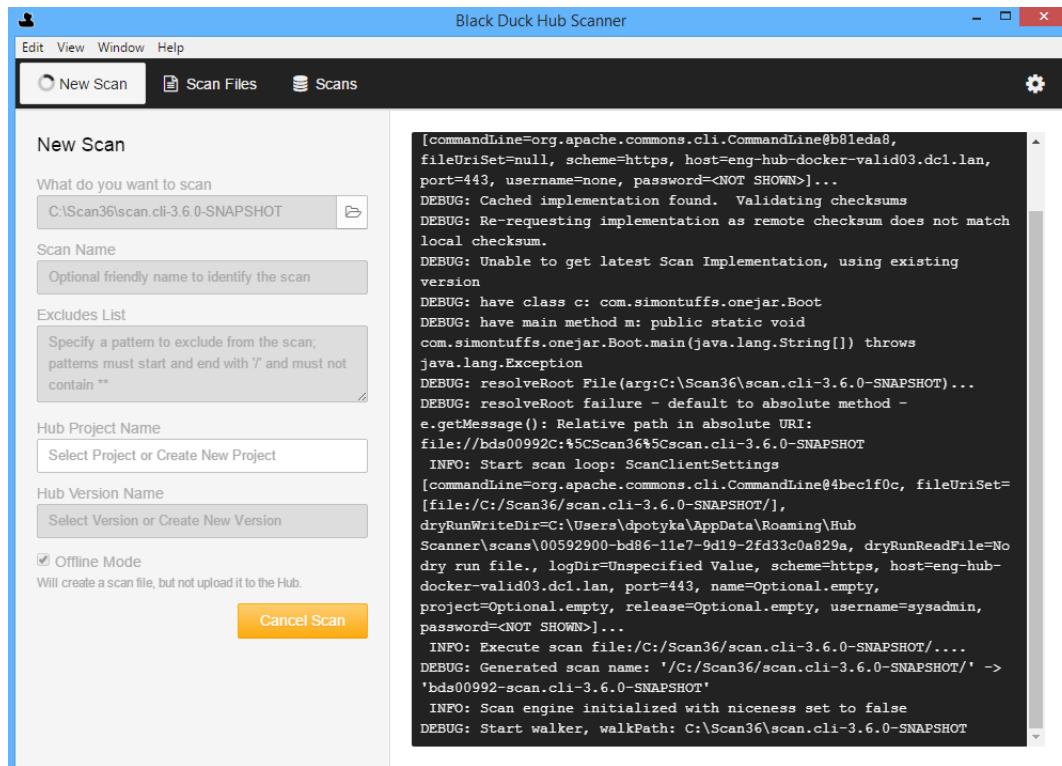 Black Duck Hub Scanner
Edit View Window Help
New Scan Scan Files Scans
New Scan
What do you want to scan
C:\Scan36\scan.cli-3.6.0-SNAPSHOT
Scan Name
Optional friendly name to identify the scan
Excludes List
Specify a pattern to exclude from the scan;
patterns must start and end with '/' and must not
contain **
Hub Project Name
Select Project or Create New Project
Hub Version Name
Select Version or Create New Version
Offline Mode
Will create a scan file, but not upload it to the Hub.
Cancel Scan
[commandLine=org.apache.commons.cli.CommandLine@b81eda8,
fileUriSet=null, scheme=https, host=eng-hub-docker-valid03.dc1.lan,
port=443, username=none, password=<NOT SHOWN>]...
DEBUG: Cached implementation found.  Validating checksums
DEBUG: Re-requesting implementation as remote checksum does not match
local checksum.
DEBUG: Unable to get latest Scan Implementation, using existing
version
DEBUG: have class c: com.simontuffs.onejar.Boot
DEBUG: have main method m: public static void
com.simontuffs.onejar.Boot.main(java.lang.String[]) throws
java.lang.Exception
DEBUG: resolveRoot File(arg:C:\Scan36\scan.cli-3.6.0-SNAPSHOT)...
DEBUG: resolveRoot failure - default to absolute method -
e.getMessage(): Relative path in absolute URI:
file://bds00992C:%5CScan36%5Cscan.cli-3.6.0-SNAPSHOT
INFO: Start scan loop: ScanClientSettings
[commandLine=org.apache.commons.cli.CommandLine@4bec1f0c, fileUriSet=
[file:/C:/Scan36/scan.cli-3.6.0-SNAPSHOT/],
dryRunWriteDir=C:\Users\dpotyka\AppData\Roaming\Hub
Scanner\scans\00592900-bd86-11e7-9d19-2fd33c0a829a, dryRunReadFile=No
dry run file., logDir=Unspecified Value, scheme=https, host=eng-hub-
docker-valid03.dc1.lan, port=443, name=Optional.empty,
project=Optional.empty, release=Optional.empty, username=sysadmin,
password=<NOT SHOWN>]...
INFO: Execute scan file:/C:/Scan36/scan.cli-3.6.0-SNAPSHOT/....
DEBUG: Generated scan name: '/C:/Scan36/scan.cli-3.6.0-SNAPSHOT/' ->
'bds00992-scan.cli-3.6.0-SNAPSHOT'
INFO: Scan engine initialized with niceness set to false
DEBUG: Start walker, walkPath: C:\Scan36\scan.cli-3.6.0-SNAPSHOT